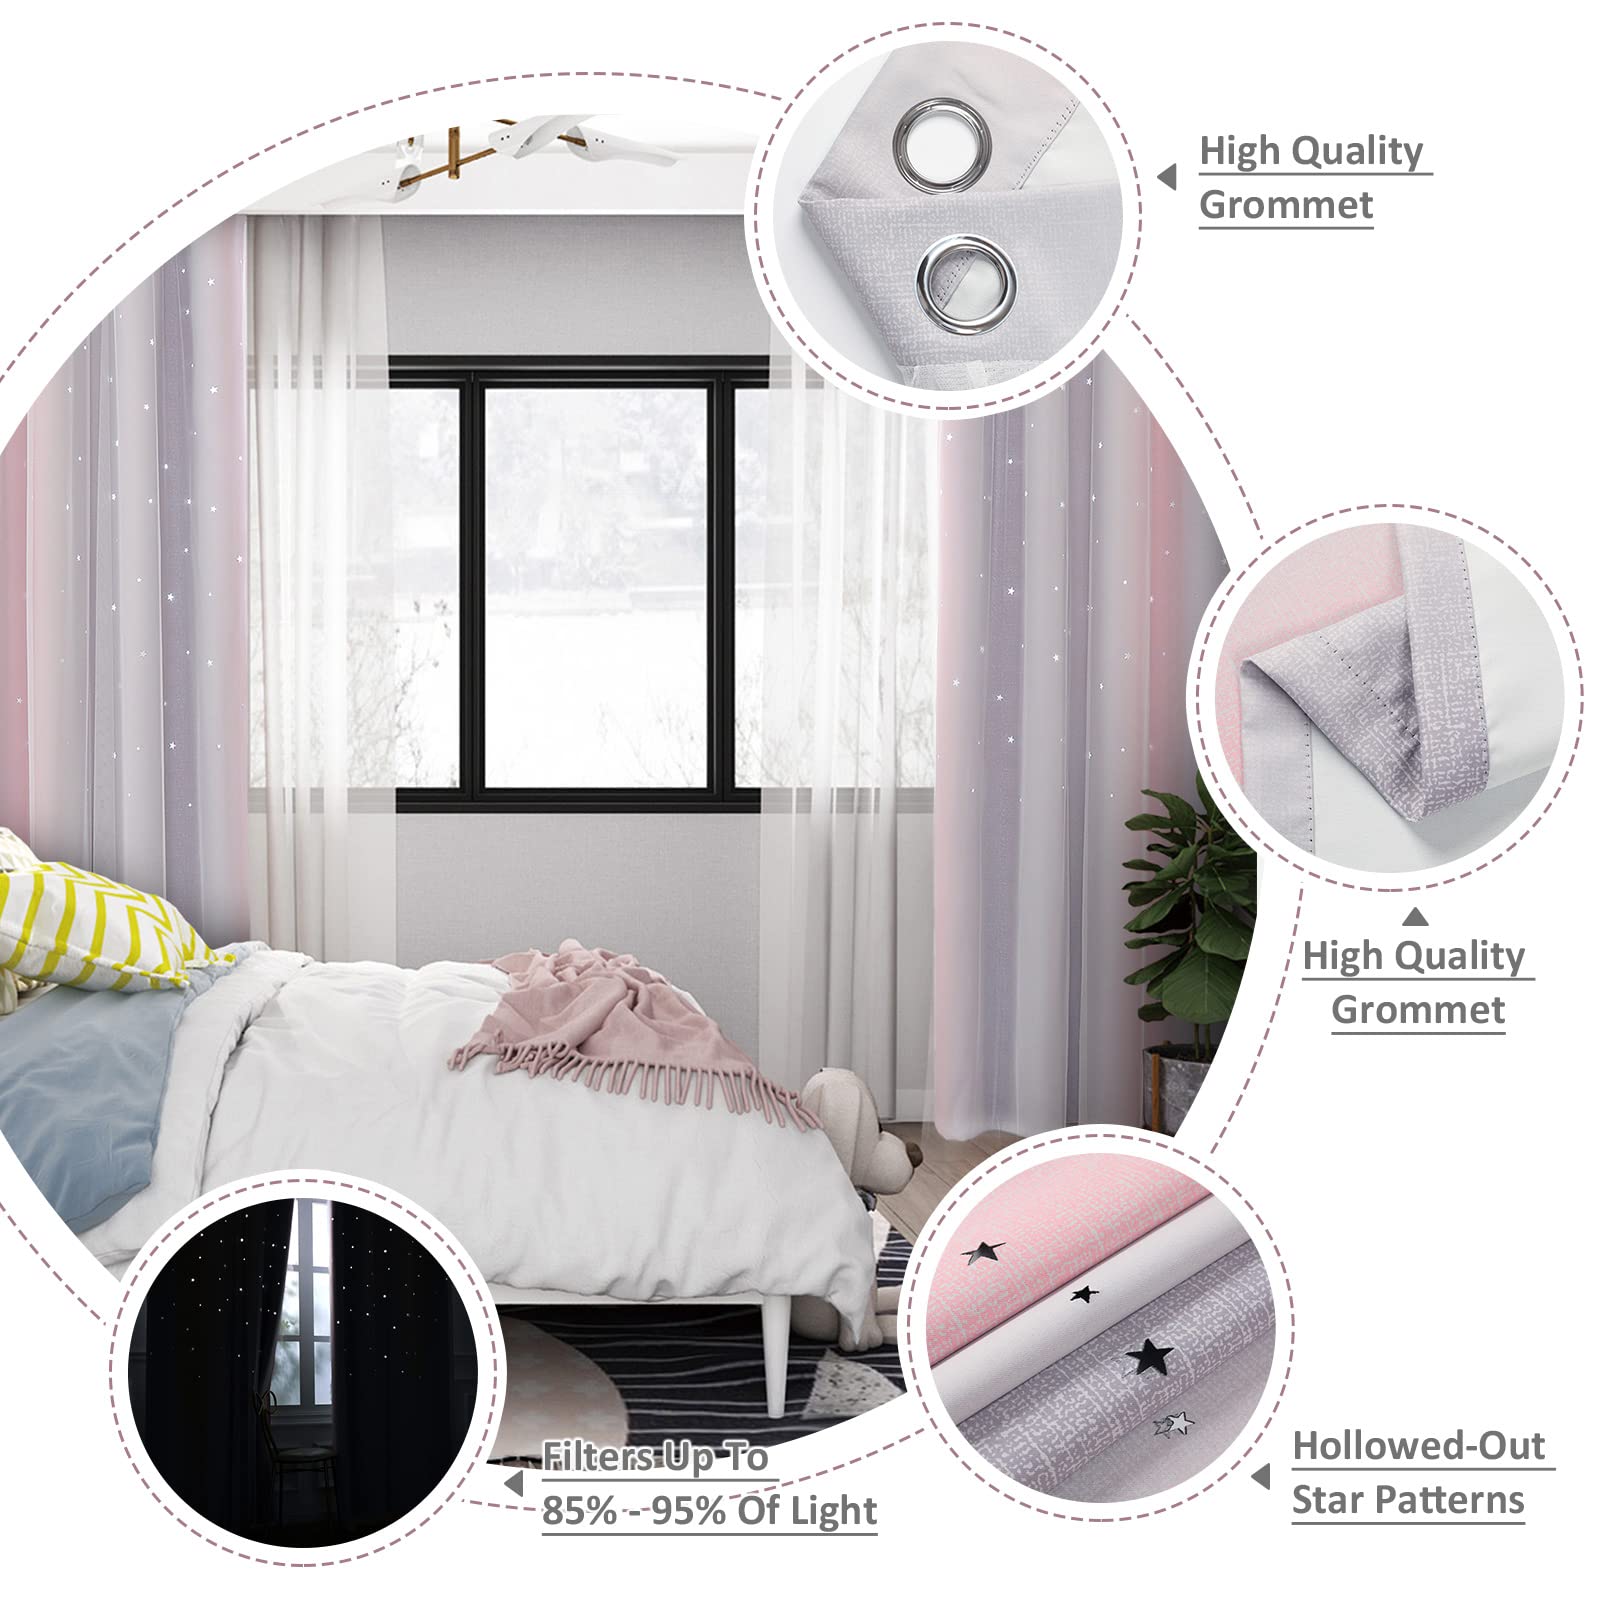 High Quality
Grommet
High Quality
Grommet
Filters Up To
85% - 95% Of Light
Hollowed-Out
Star Patterns